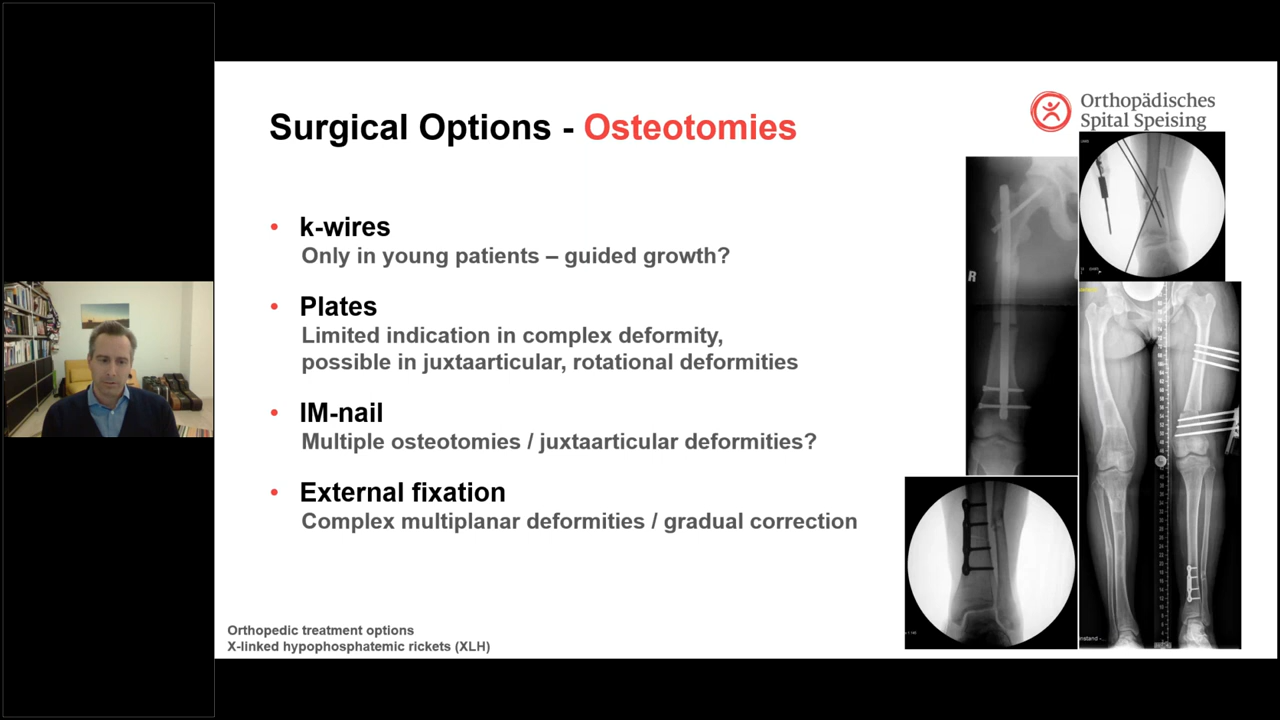 Orthopädisches
Spital Speising
Surgical Options - Osteotomies
• k-wires
Only in young patients – guided growth?
• Plates
Limited indication in complex deformity,
possible in juxtaarticular, rotational deformities
• IM-nail
Multiple osteotomies / juxtaarticular deformities?
• External fixation
Complex multiplanar deformities / gradual correction
R
Orthopedic treatment options
X-linked hypophosphatemic rickets (XLH)